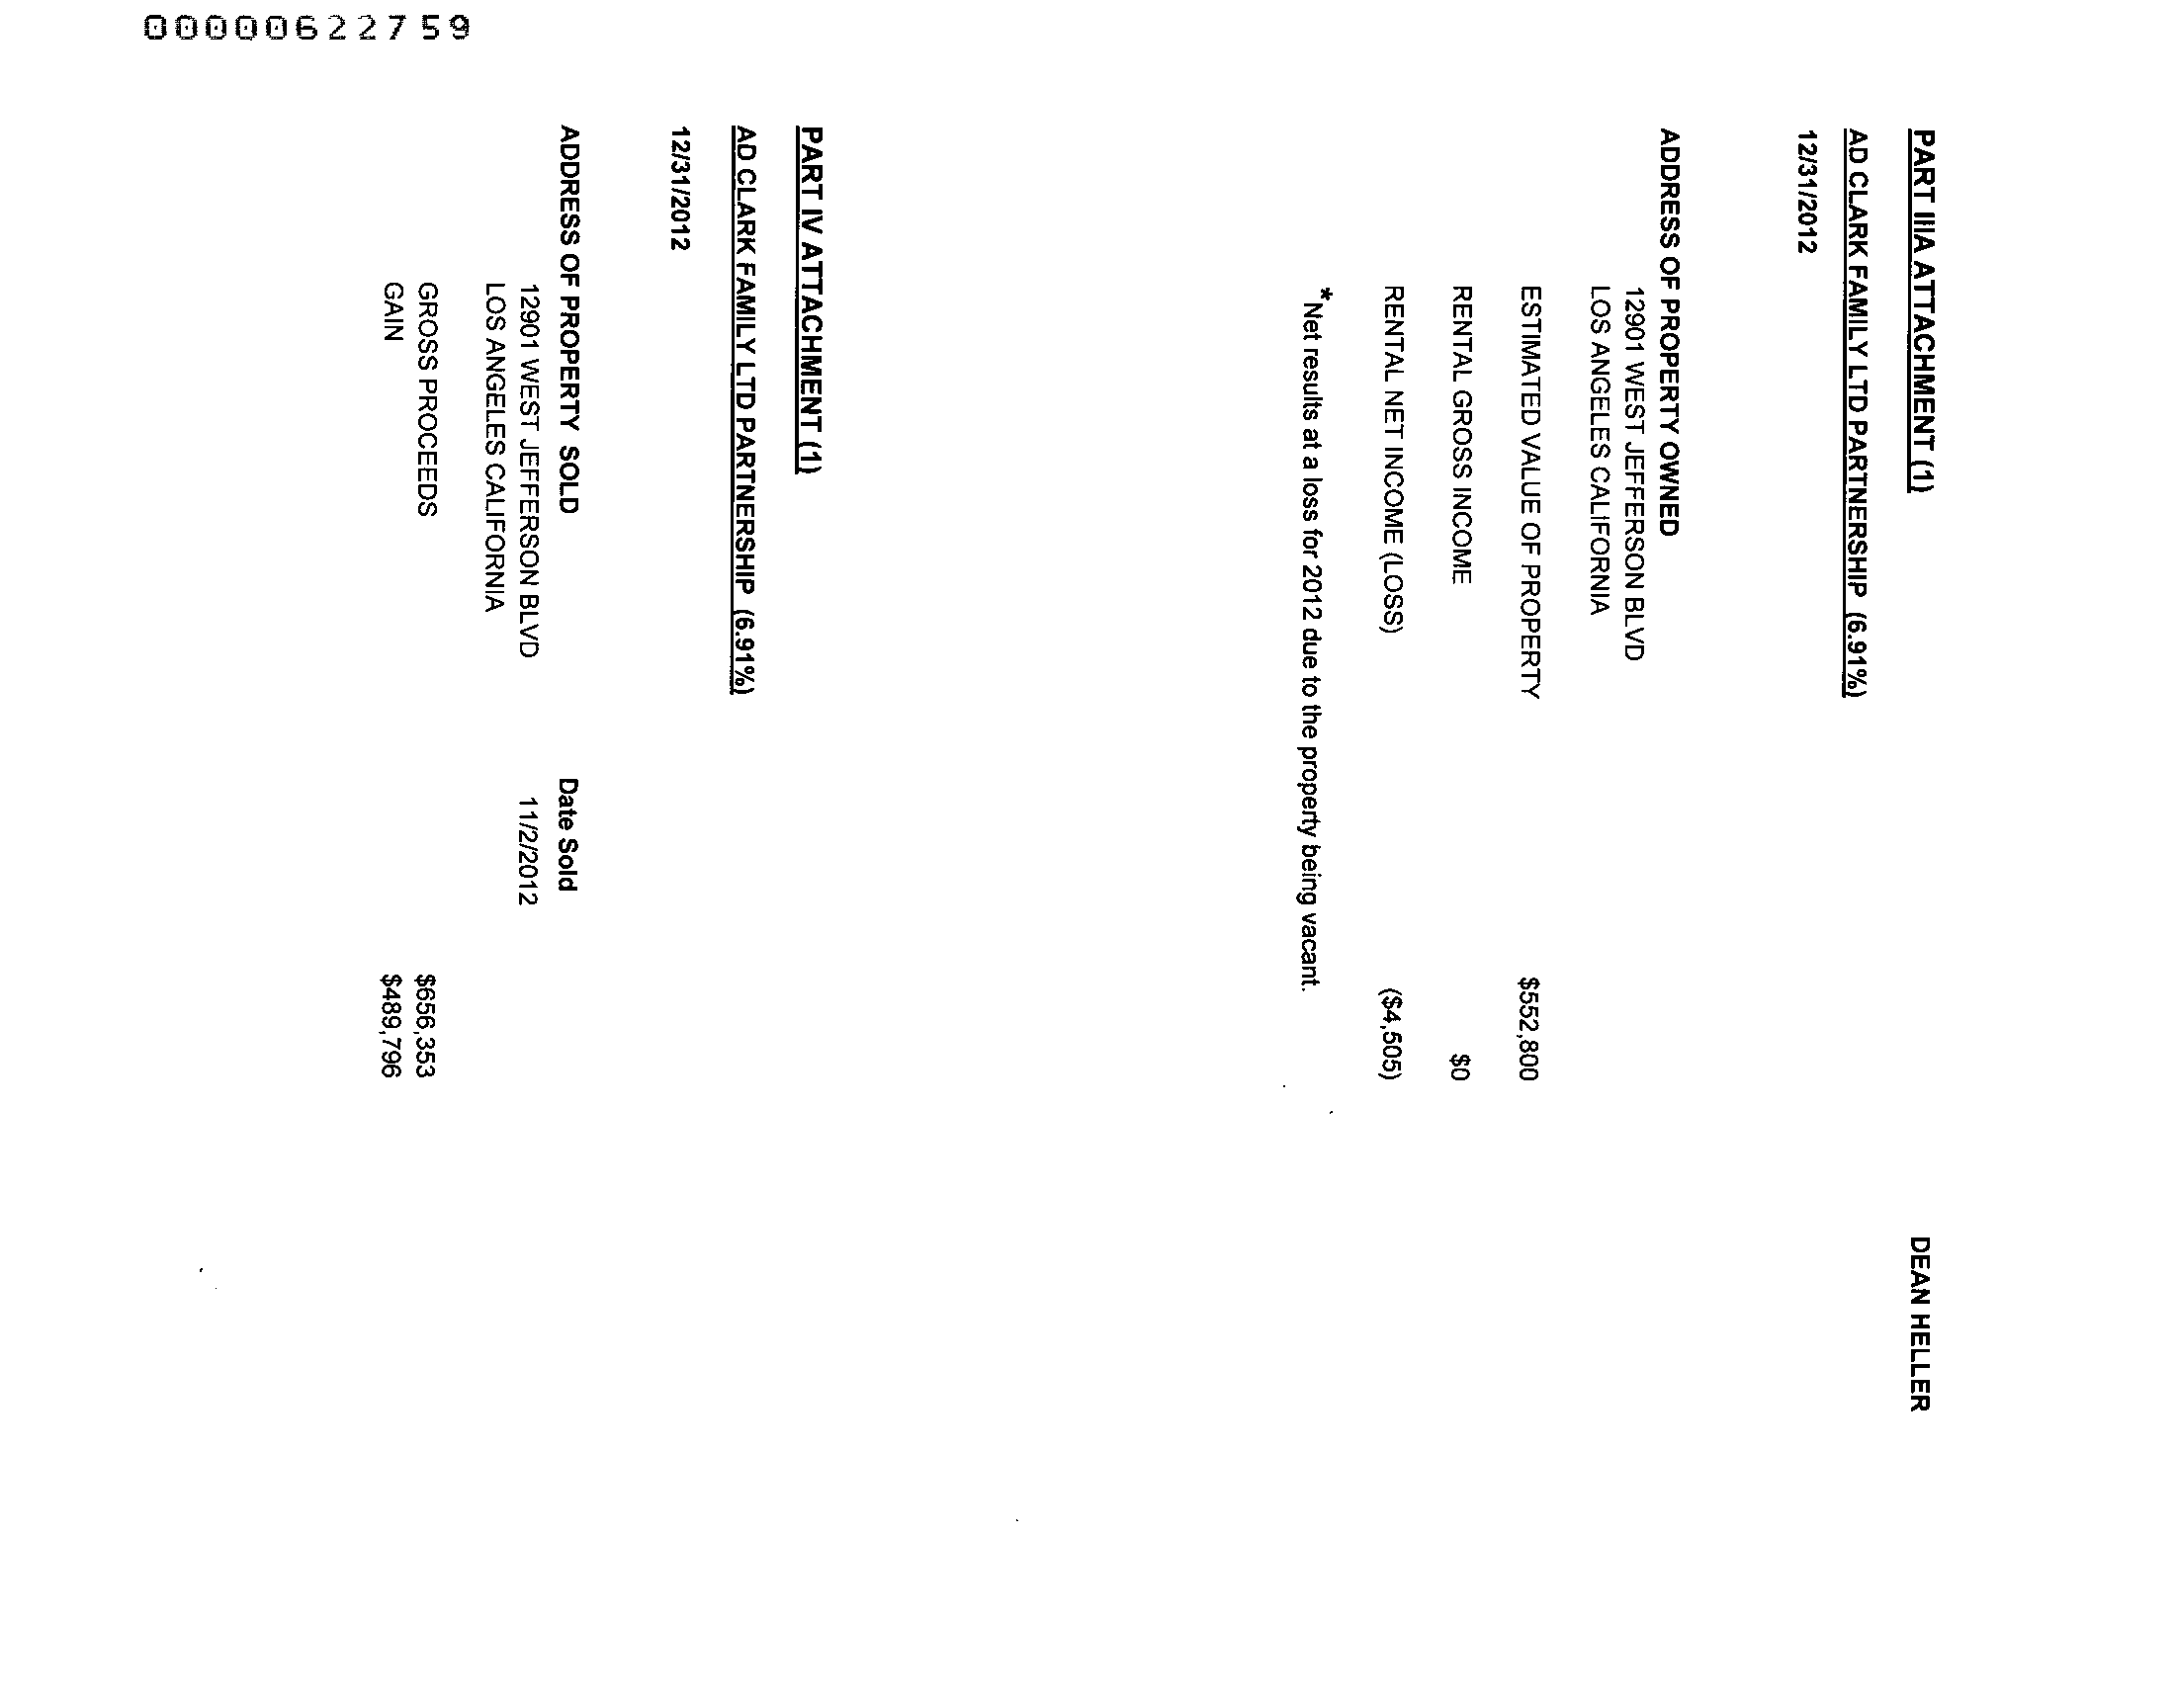 00000622759
PART IIIA ATTACHMENT (1) DEAN HELLER
AD CLARK FAMILY LTD PARTNERSHIP (6.91%)
12/31/2012
ADDRESS OF PROPERTY OWNED
12901 WEST JEFFERSON BLVD
LOS ANGELES CALIFORNIA
ESTIMATED VALUE OF PROPERTY $552,800
RENTAL GROSS INCOME $0
RENTAL NET INCOME (LOSS) ($4,505)
* Net results at a loss for 2012 due to the property being vacant.
PART IV ATTACHMENT (1)
AD CLARK FAMILY LTD PARTNERSHIP (6.91%)
12/31/2012
ADDRESS OF PROPERTY SOLD Date Sold
12901 WEST JEFFERSON BLVD 11/2/2012
LOS ANGELES CALIFORNIA
GROSS PROCEEDS $656,353
GAIN $489,796